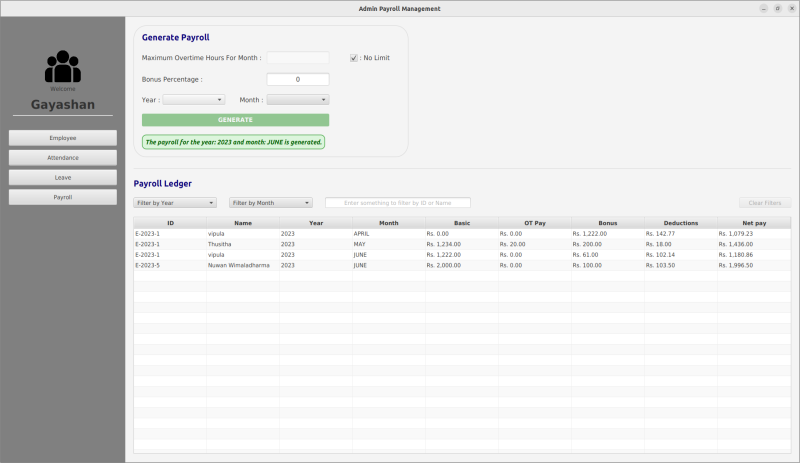 Admin Payroll Management
Welcome
Gayashan
Employee
Attendance
Leave
Payroll
Generate Payroll
Maximum Overtime Hours For Month :
: No Limit
Bonus Percentage :
0
Year :
Month :
GENERATE
The payroll for the year: 2023 and month: JUNE is generated.
Payroll Ledger
Filter by Year
Filter by Month
Enter something to filter by ID or Name
Clear Filters
ID Name Year Month Basic OT Pay Bonus Deductions Net pay
E-2023-1 vipula 2023 APRIL Rs. 0.00 Rs. 0.00 Rs. 1,222.00 Rs. 142.77 Rs. 1,079.23
E-2023-1 Thusitha 2023 MAY Rs. 1,234.00 Rs. 20.00 Rs. 200.00 Rs. 18.00 Rs. 1,436.00
E-2023-1 vipula 2023 JUNE Rs. 1,222.00 Rs. 0.00 Rs. 61.00 Rs. 102.14 Rs. 1,180.86
E-2023-5 Nuwan Wimaladharma 2023 JUNE Rs. 2,000.00 Rs. 0.00 Rs. 100.00 Rs. 103.50 Rs. 1,996.50